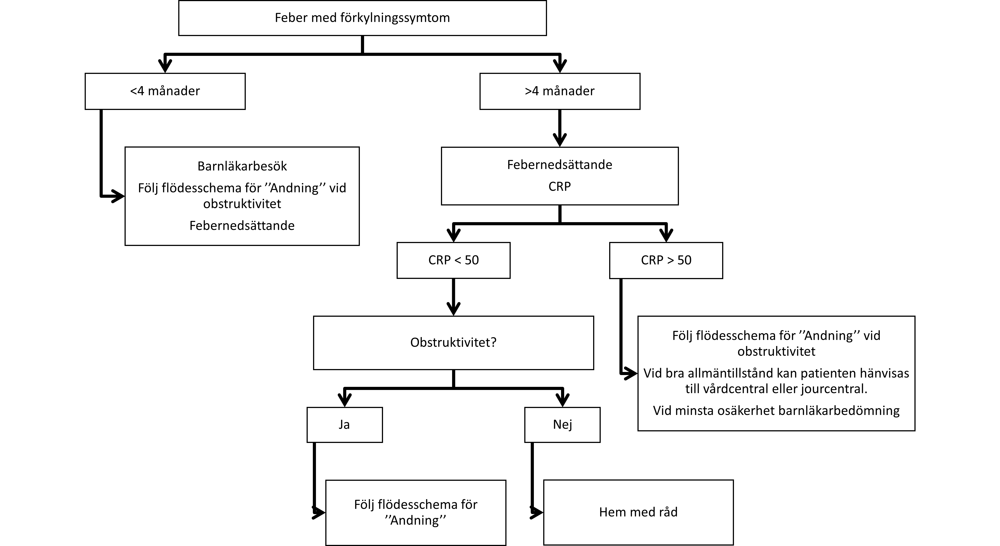 Feber med förkylningssymtom
<4 månader
>4 månader
Barnläkarbesök
Följ flödesschema för ’’Andning’’ vid
obstruktivitet
Febernedsättande
Febernedsättande
CRP
CRP < 50
CRP > 50
Obstruktivitet?
Följ flödesschema för ’’Andning’’ vid
obstruktivitet
Vid bra allmäntillstånd kan patienten hänvisas
till vårdcentral eller jourcentral.
Vid minsta osäkerhet barnläkarbedömning
Ja
Nej
Följ flödesschema för
’’Andning’’
Hem med råd